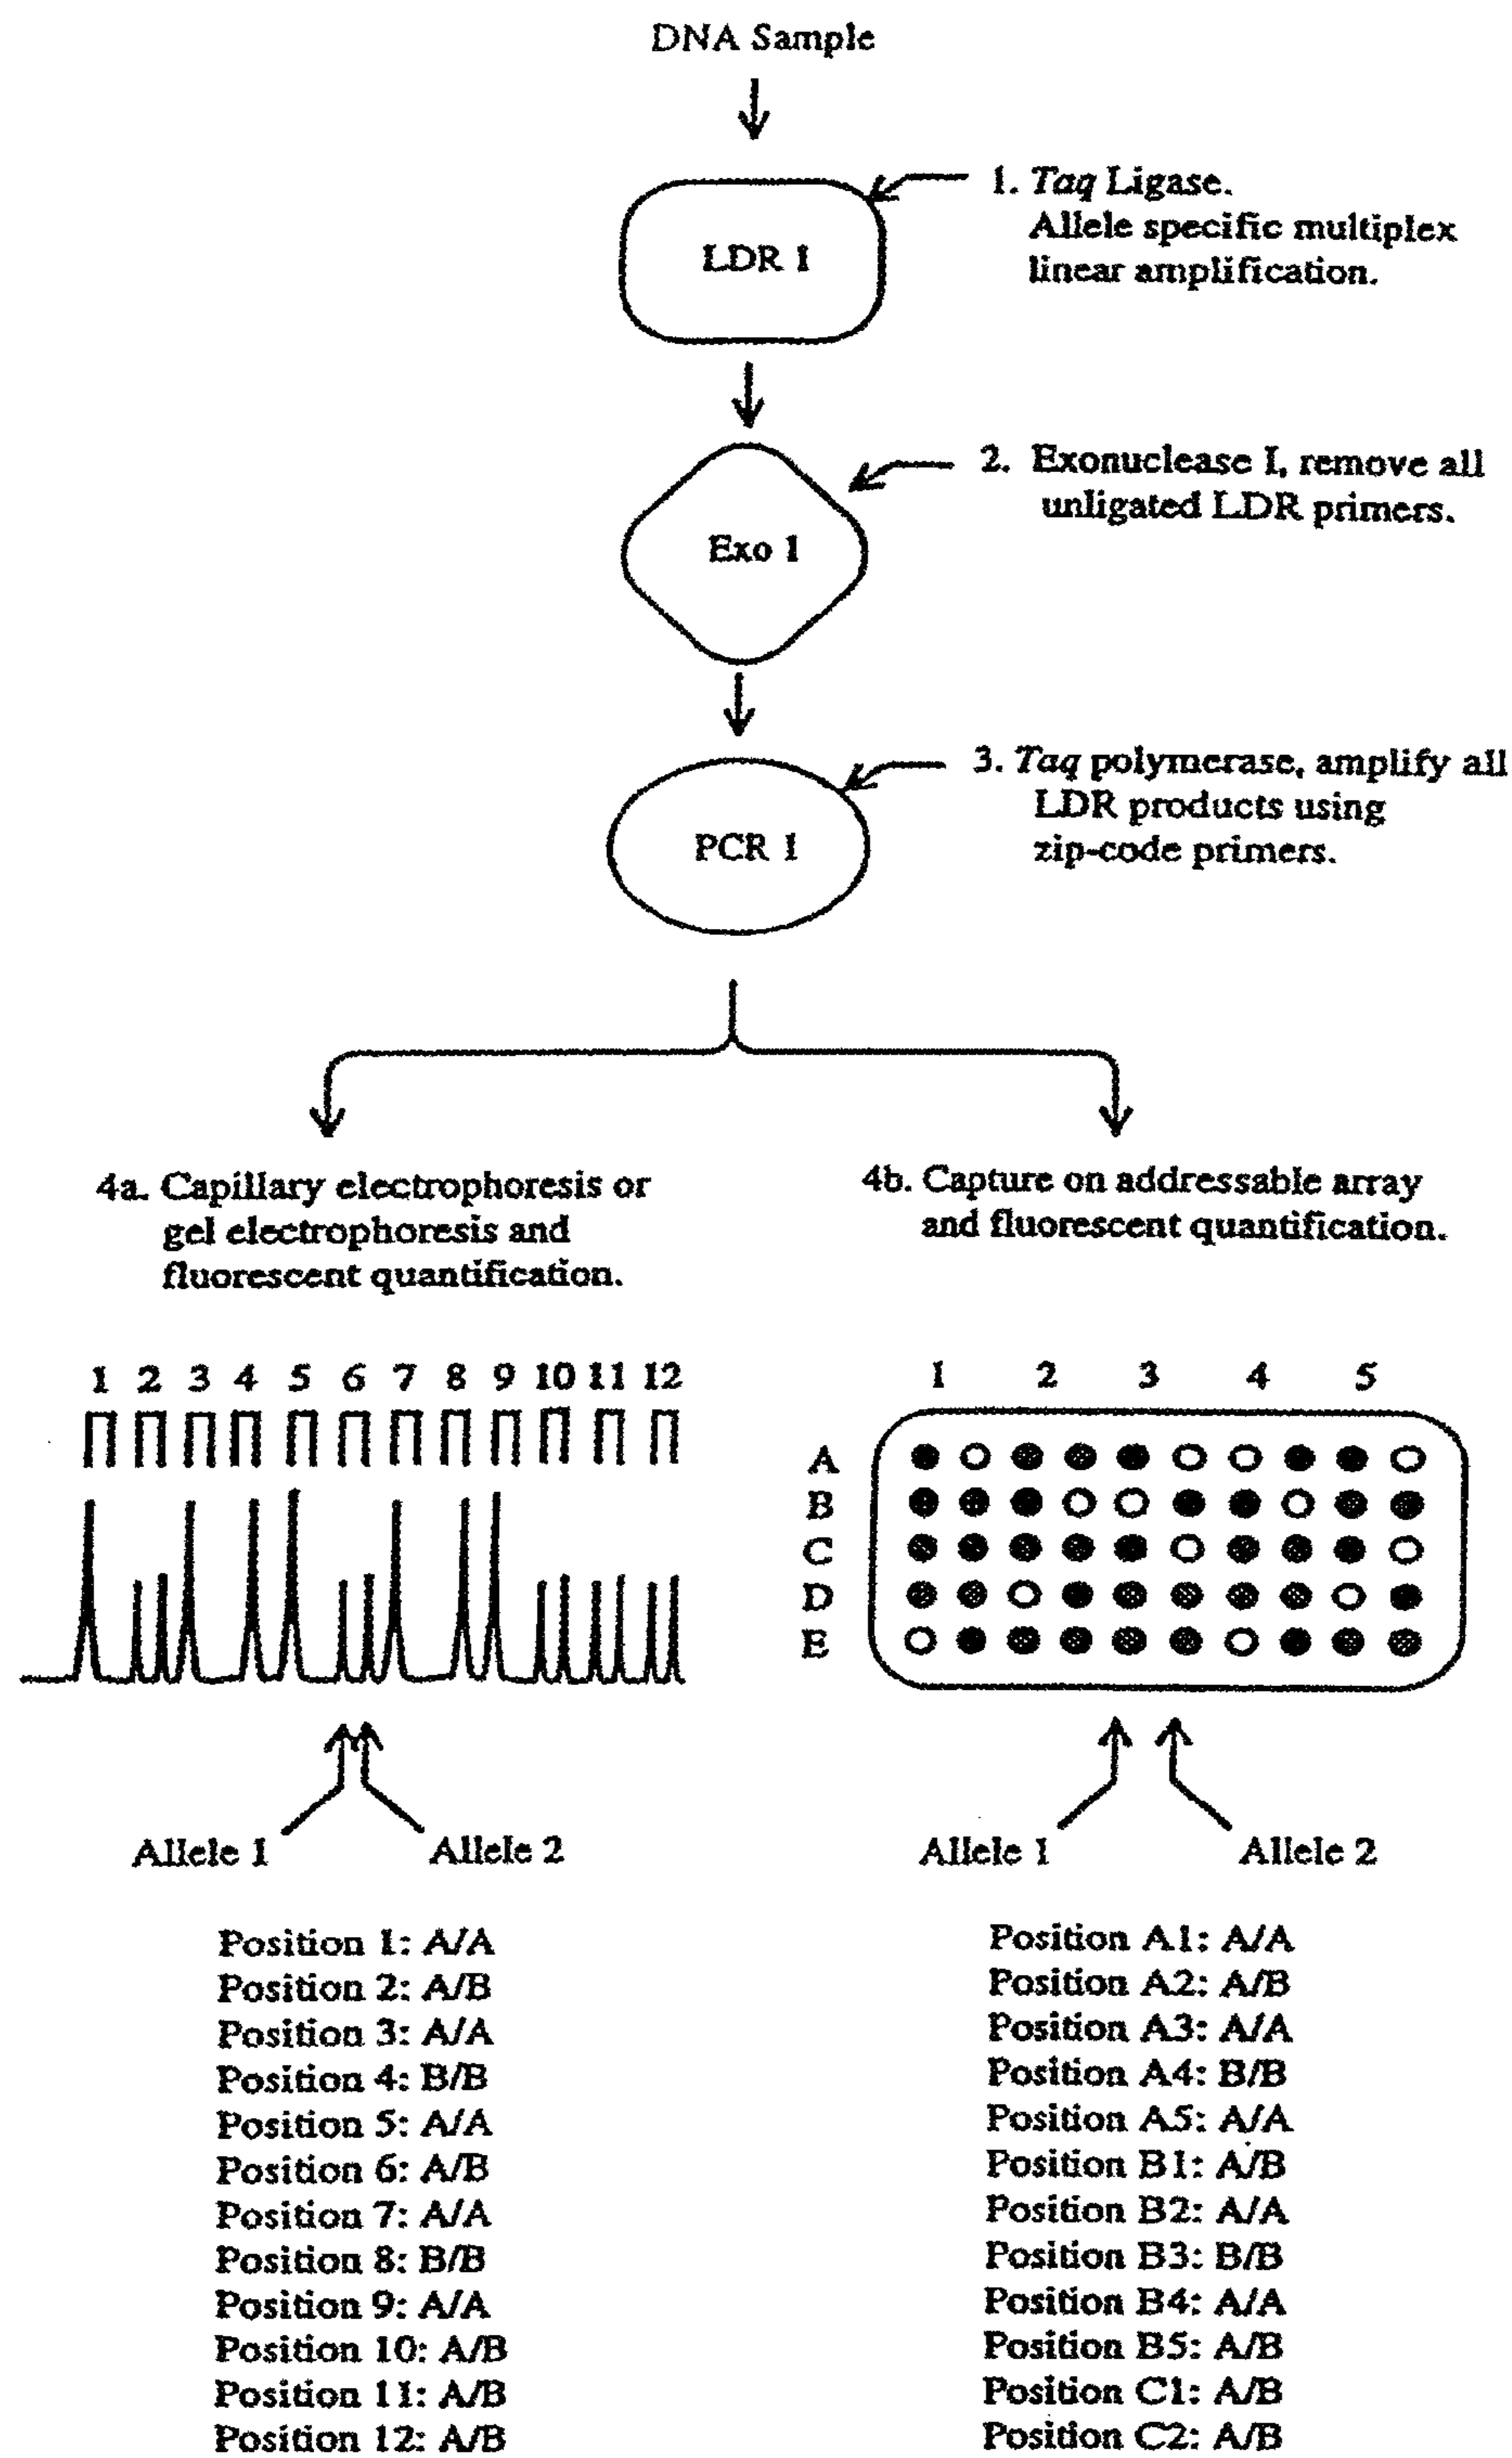 DNA Sample
LDR 1
1. Taq Ligase.
Allele specific multiplex
linear amplification.
Exo 1
2. Exonuclease I, remove all
unligated LDR primers.
PCR 1
3. Taq polymerase, amplify all
LDR products using
zip-code primers.
4a. Capillary electrophoresis or
gel electrophoresis and
fluorescent quantification.
1 2 3 4 5 6 7 8 9 10 11 12
Allele 1 Allele 2
Position 1: A/A
Position 2: A/B
Position 3: A/A
Position 4: B/B
Position 5: A/A
Position 6: A/B
Position 7: A/A
Position 8: B/B
Position 9: A/A
Position 10: A/B
Position 11: A/B
Position 12: A/B
4b. Capture on addressable array
and fluorescent quantification.
1 2 3 4 5
A
B
C
D
E
Allele 1 Allele 2
Position A1: A/A
Position A2: A/B
Position A3: A/A
Position A4: B/B
Position A5: A/A
Position B1: A/B
Position B2: A/A
Position B3: B/B
Position B4: A/A
Position B5: A/B
Position C1: A/B
Position C2: A/B